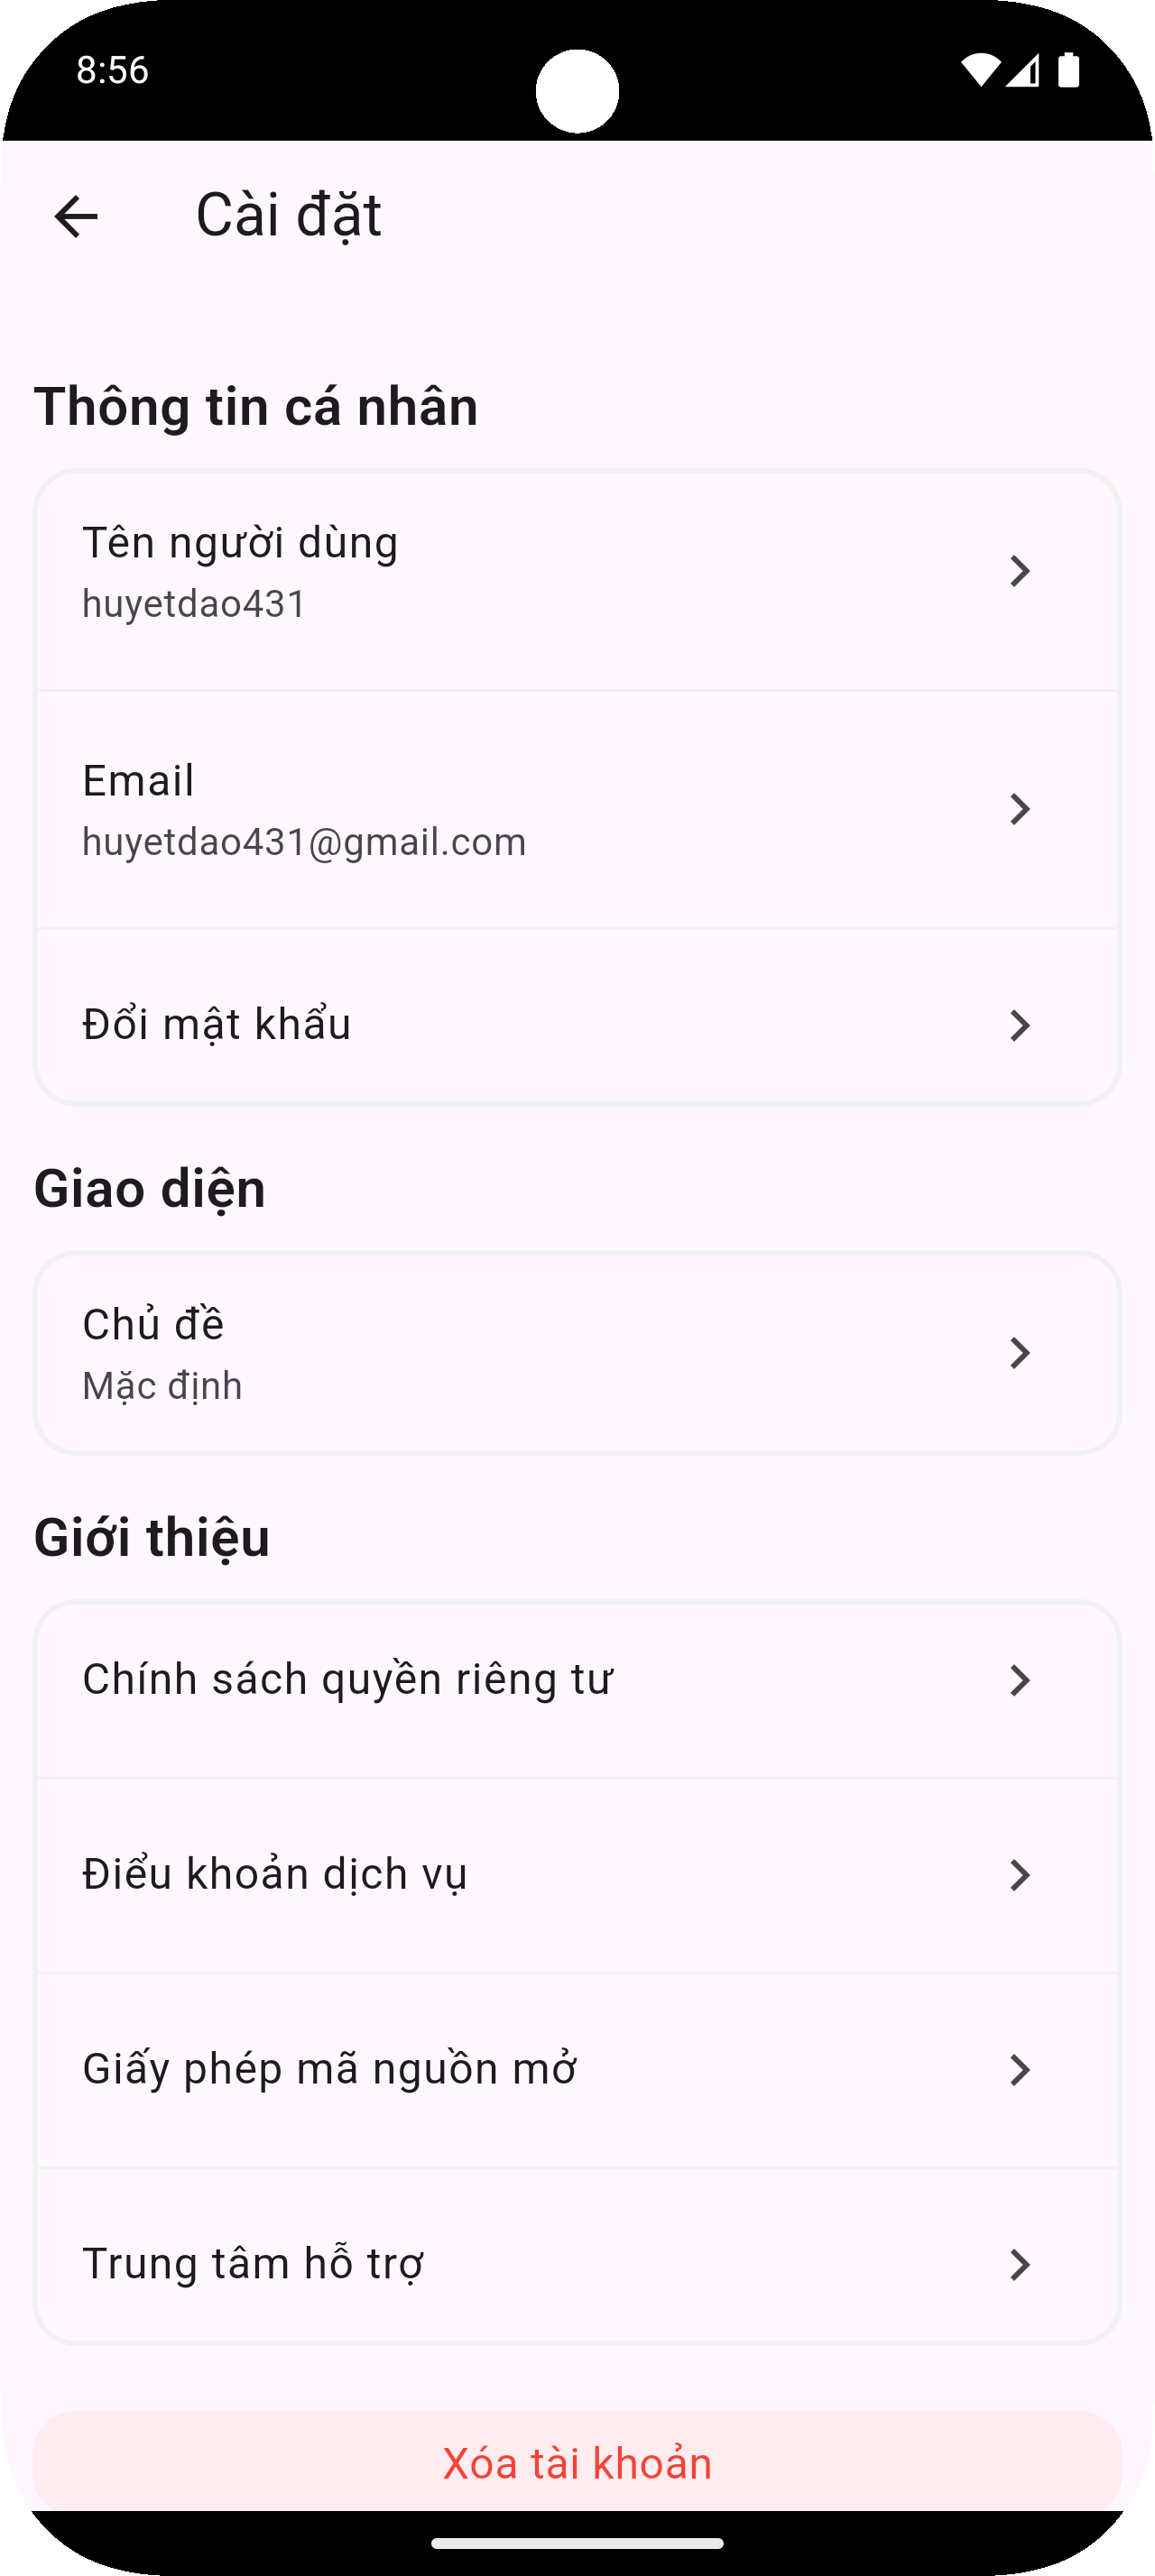 8:56
Cài đặt
Thông tin cá nhân
Tên người dùng
huyetdao431
Email
huyetdao431@gmail.com
Đổi mật khẩu
Giao diện
Chủ đề
Mặc định
Giới thiệu
Chính sách quyền riêng tư
Điểu khoản dịch vụ
Giấy phép mã nguồn mở
Trung tâm hỗ trợ
Xóa tài khoản